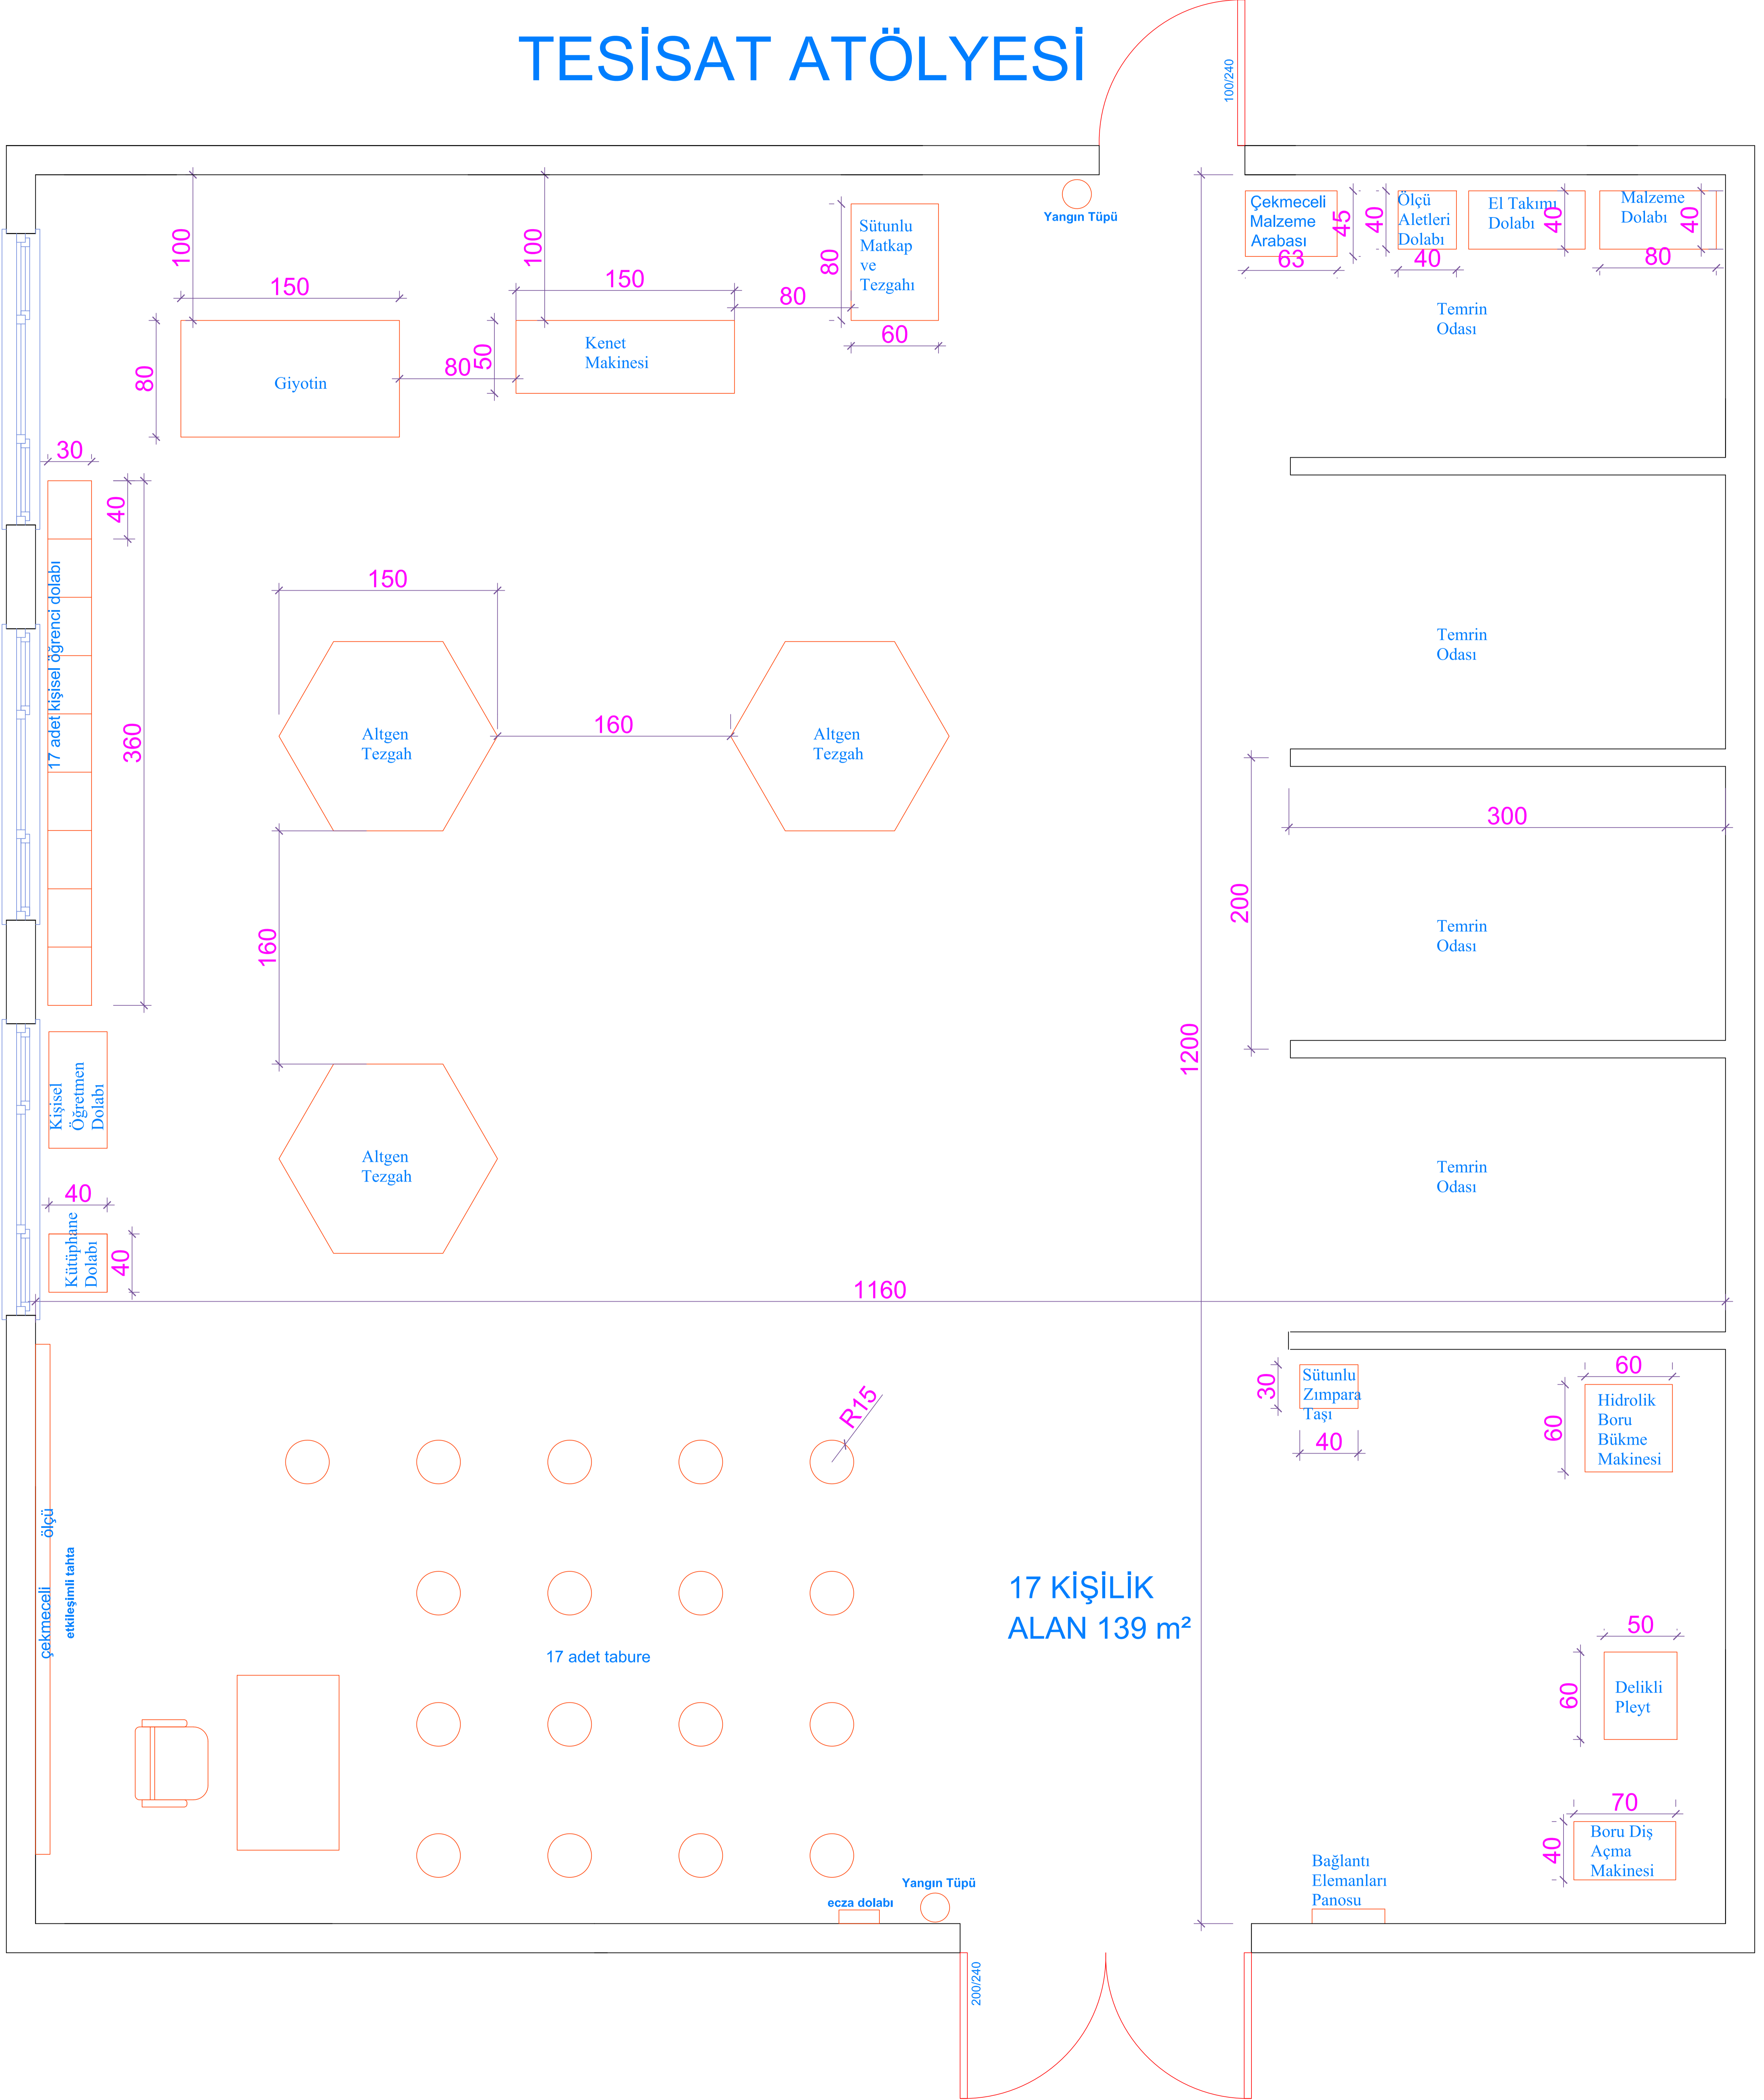 TESİSAT ATÖLYESİ
100/240
Yangın Tüpü
100
100
150
150
80
80
60
80
80
50
Sütunlu
Matkap
ve
Tezgahı
Kenet
Makinesi
Giyotin
Çekmeceli
Malzeme
Arabası
45
63
Ölçü
Aletleri
Dolabı
40
40
El Takımı
Dolabı
40
Malzeme
Dolabı
40
80
Temrin
Odası
30
40
17 adet kişisel öğrenci dolabı
360
150
Altgen
Tezgah
160
Altgen
Tezgah
Temrin
Odası
160
300
200
Temrin
Odası
1200
Kişisel
Öğretmen
Dolabı
Altgen
Tezgah
Temrin
Odası
40
Kütüphane
Dolabı
40
1160
R15
30
Sütunlu
Zımpara
Taşı
40
60
60
Hidrolik
Boru
Bükme
Makinesi
çekmeceli ölçü
etkileşimli tahta
17 KİŞİLİK
ALAN 139 m²
17 adet tabure
50
60
Delikli
Pleyt
70
40
Boru Diş
Açma
Makinesi
Bağlantı
Elemanları
Panosu
Yangın Tüpü
ecza dolabı
200/240